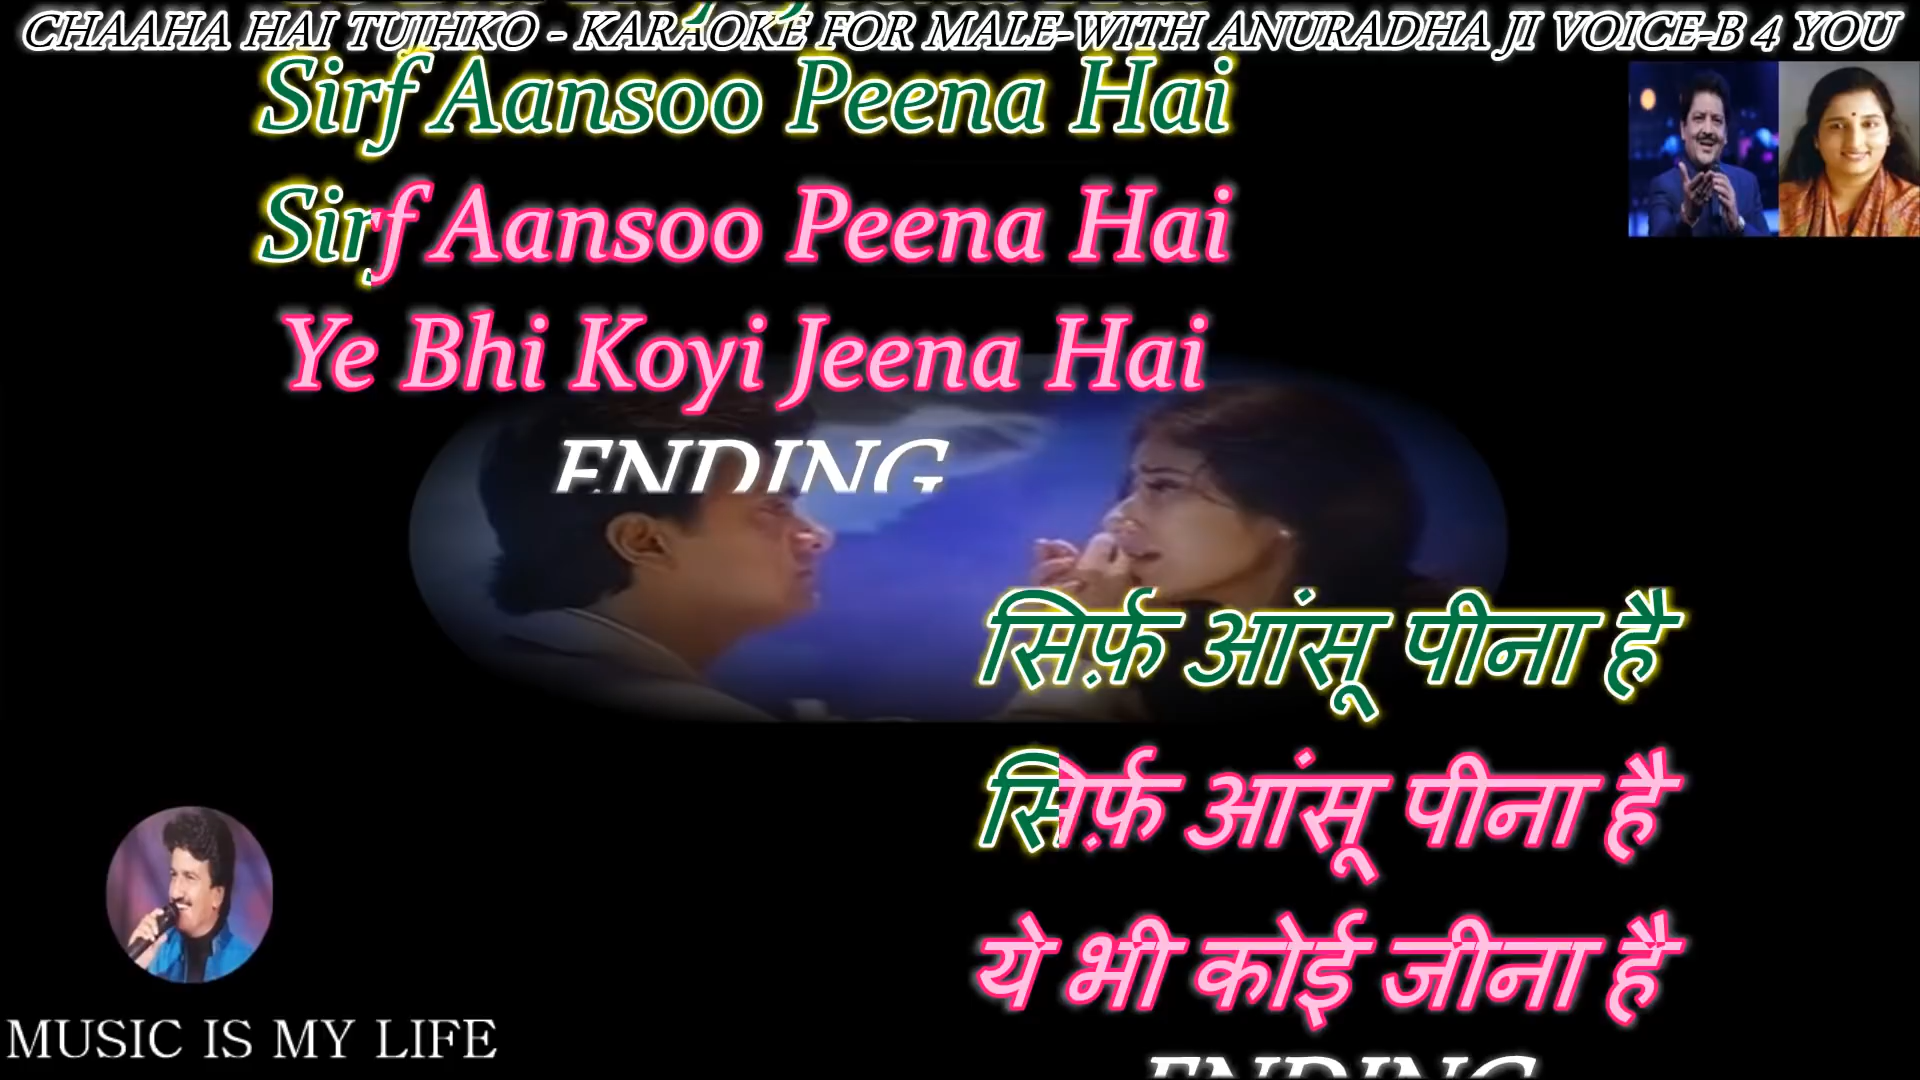 CHAAHA HAI TUJHKO - KARAOKE FOR MALE-WITH ANURADHA JI VOICE-B 4 YOU
Sirf Aansoo Peena Hai
Sirf Aansoo Peena Hai
Ye Bhi Koyi Jeena Hai
ENDING
सिर्फ़ आंसू पीना है
सिर्फ़ आंसू पीना है
ये भी कोई जीना है
ENDING
MUSIC IS MY LIFE